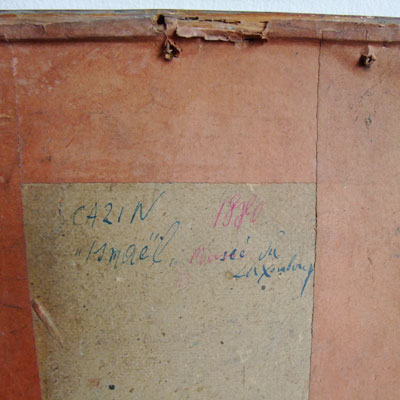 CAZIN 1880
"Ismaël, Musée du
Luxembourg